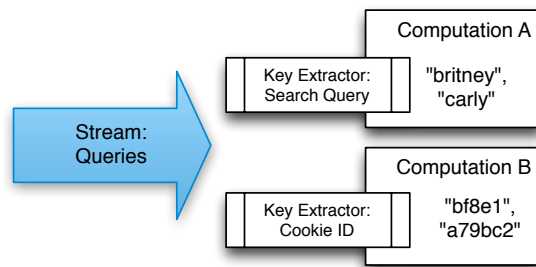 Stream:
Queries
Computation A
Key Extractor:
Search Query
"britney",
"carly"
Computation B
Key Extractor:
Cookie ID
"bf8e1",
"a79bc2"